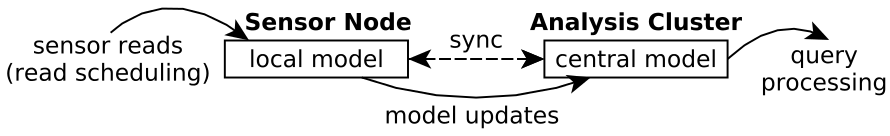 Sensor Node
Analysis Cluster
sensor reads
(read scheduling)
local model
sync
central model
query
processing
model updates